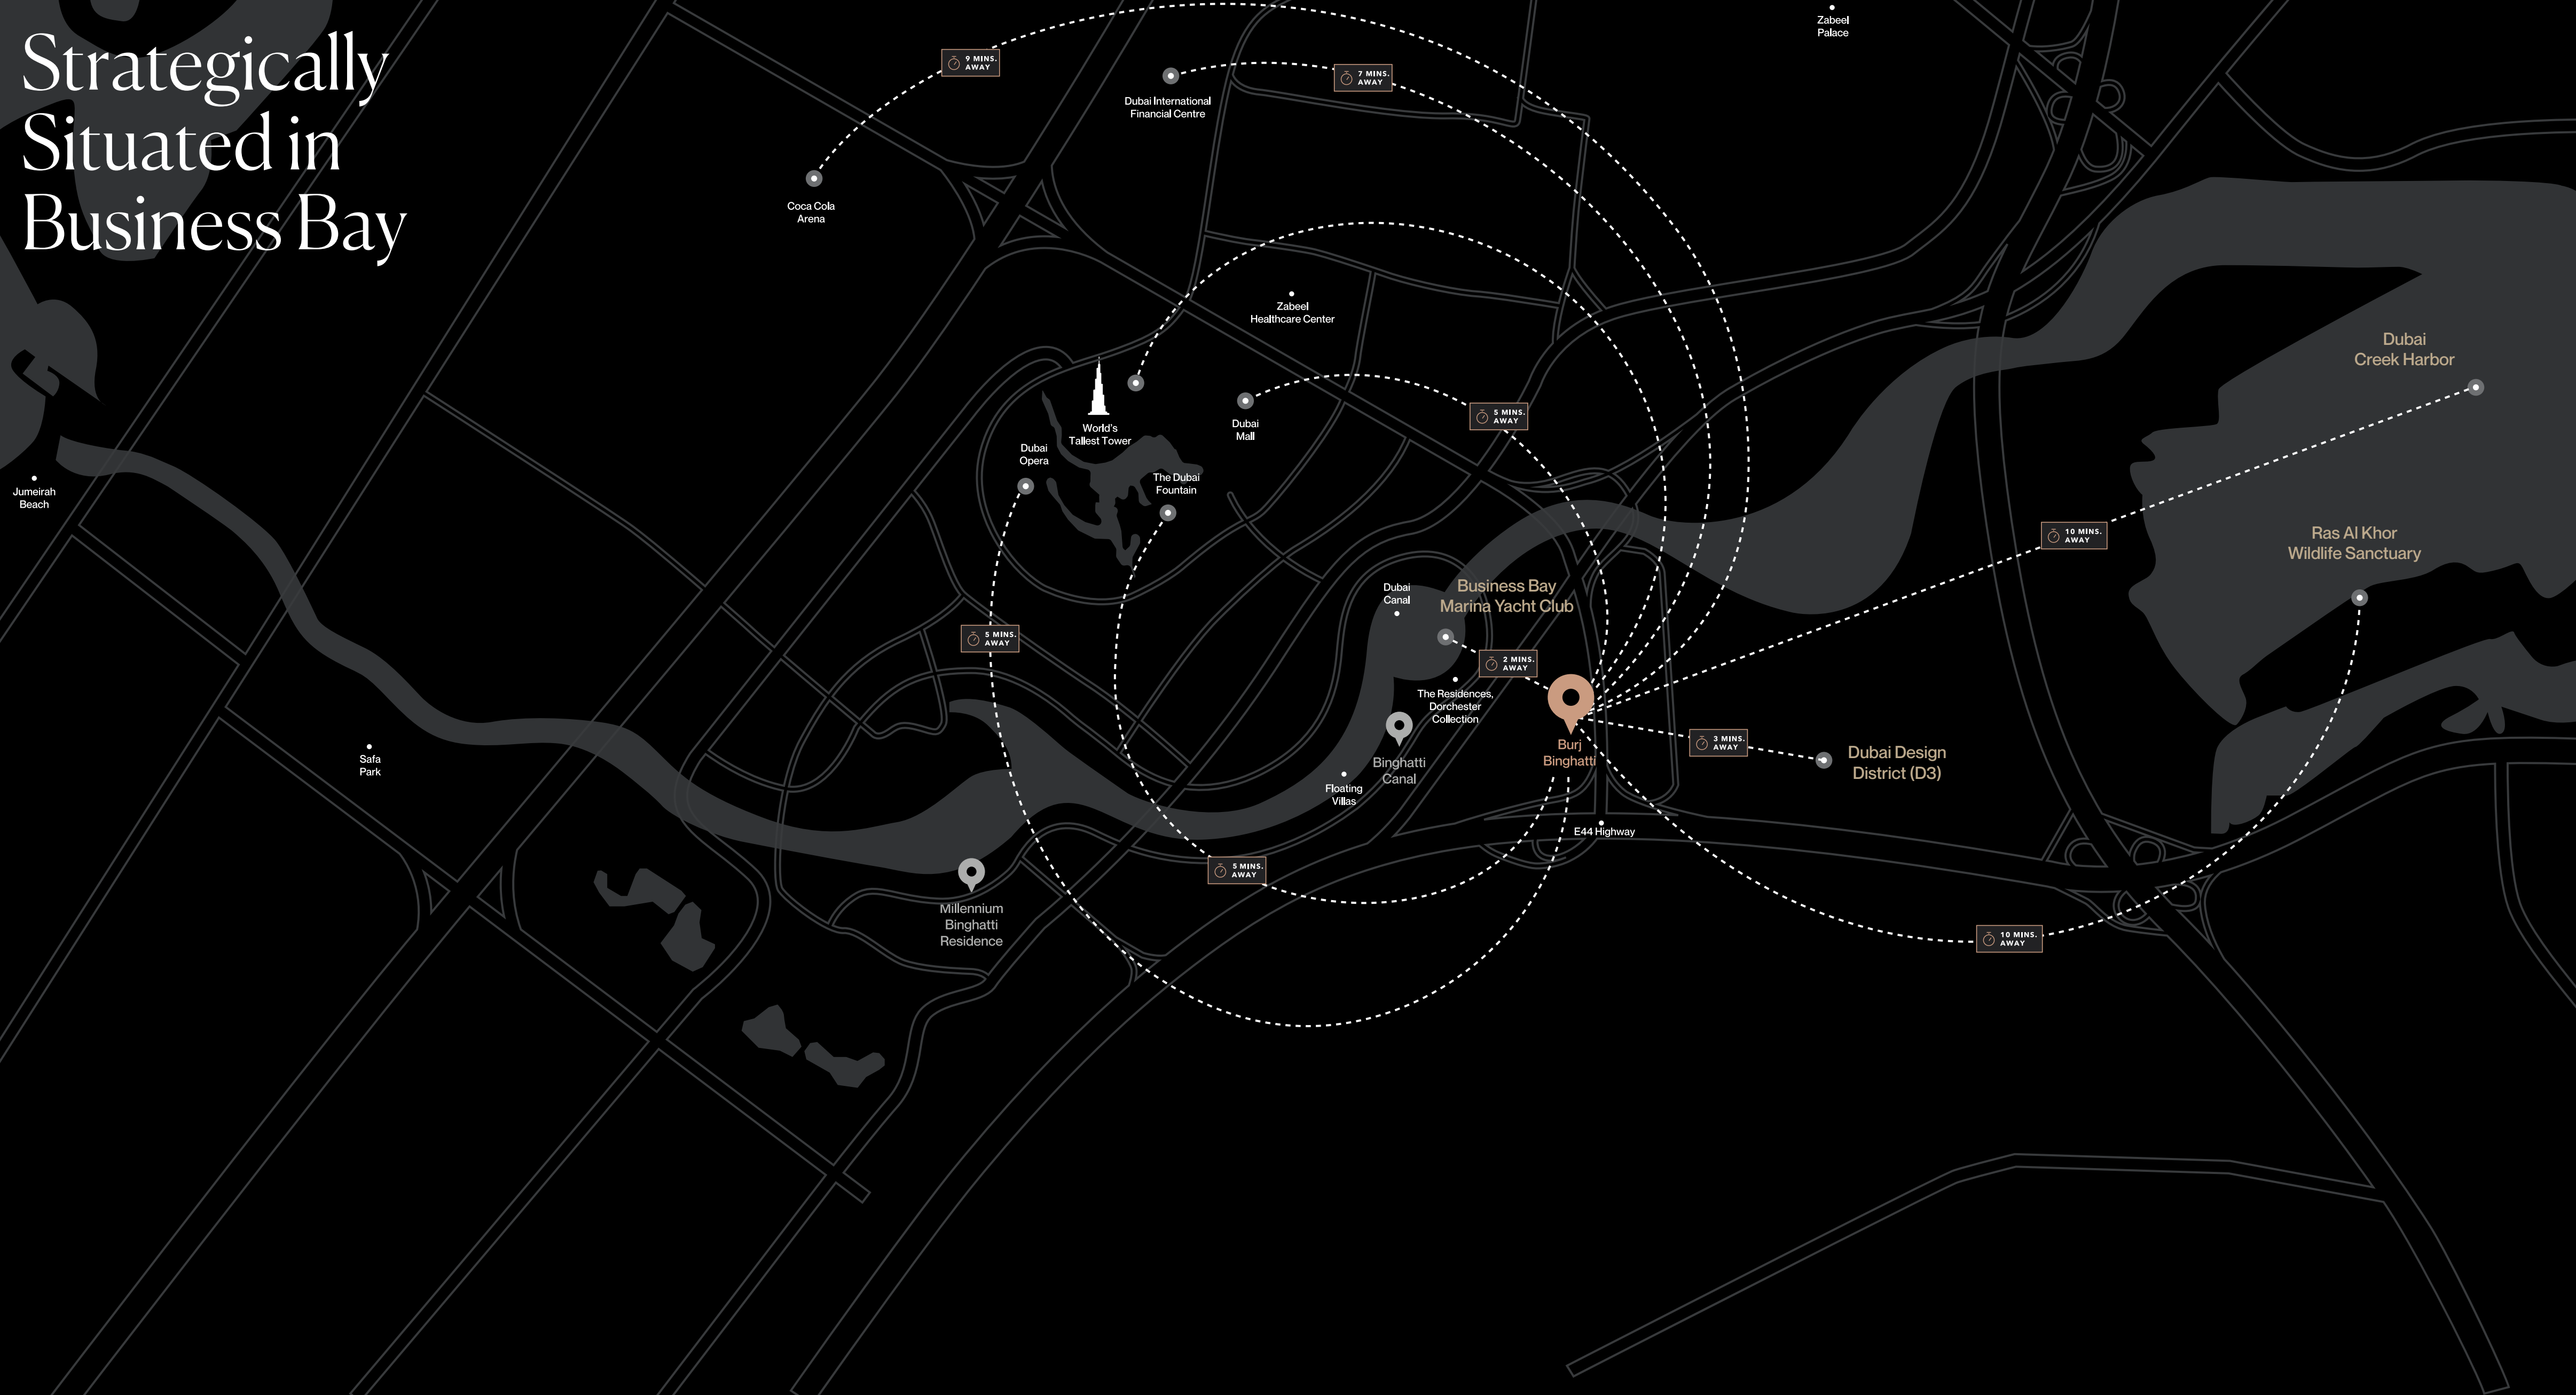 Strategically
Situated in
Business Bay
Zabeel
Palace
9 MINS.
AWAY
7 MINS.
AWAY
Dubai International
Financial Centre
Coca Cola
Arena
Zabeel
Healthcare Center
Dubai
Creek Harbor
World's
Tallest Tower
5 MINS.
AWAY
Dubai
Mall
Dubai
Opera
The Dubai
Fountain
Jumeirah
Beach
10 MINS.
AWAY
Ras Al Khor
Wildlife Sanctuary
Dubai
Canal
Business Bay
Marina Yacht Club
5 MINS.
AWAY
2 MINS.
AWAY
The Residences,
Dorchester
Collection
Burj
Binghatti
3 MINS.
AWAY
Dubai Design
District (D3)
Safa
Park
Binghatti
Canal
Floating
Villas
E44 Highway
5 MINS.
AWAY
Millennium
Binghatti
Residence
10 MINS.
AWAY